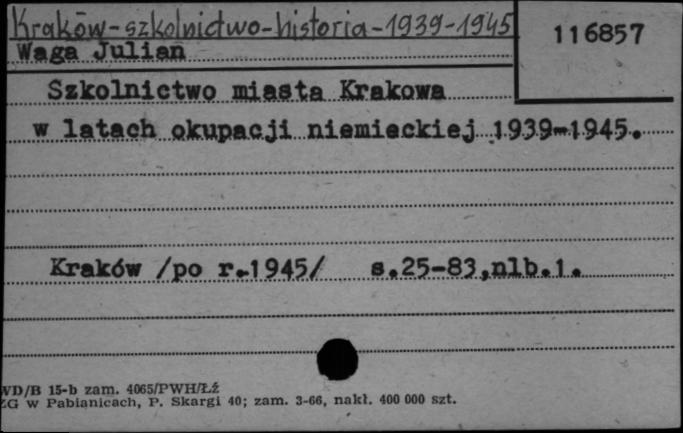 Kraków-szkolnictwo-historia-1939-1945
116857
Waga Julian
Szkolnictwo miasta Krakowa
w latach okupacji niemieckiej 1939-1945.
Kraków /po r.1945/ s.25-83,nlb.1.
WD/B 15-b zam. 4065/PWH/Łź
ZG w Pabianicach, P. Skargi 40; zam. 3-66, nakł. 400 000 szt.